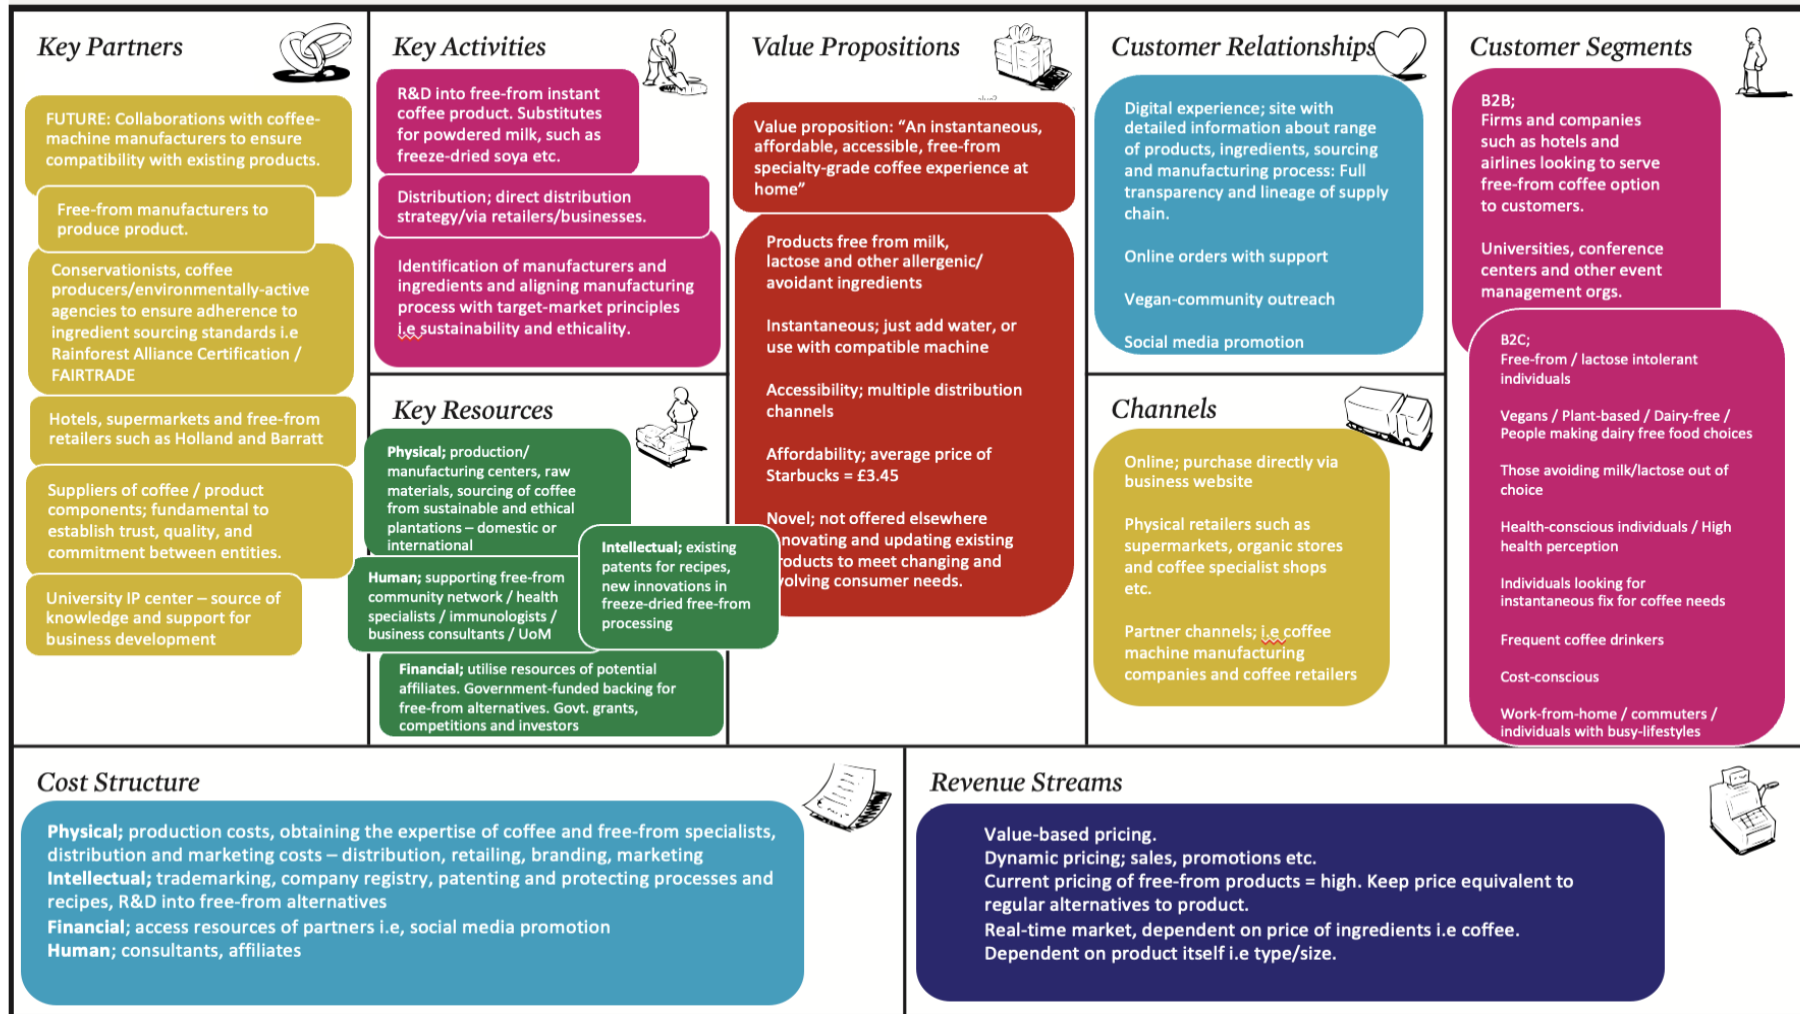 Key Partners
FUTURE: Collaborations with coffee-
machine manufacturers to ensure
compatibility with existing products.
Free-from manufacturers to
produce product.
Conservationists, coffee
producers/environmentally-active
agencies to ensure adherence to
ingredient sourcing standards i.e
Rainforest Alliance Certification /
FAIRTRADE
Hotels, supermarkets and free-from
retailers such as Holland and Barratt
Suppliers of coffee / product
components; fundamental to
establish trust, quality, and
commitment between entities.
University IP center – source of
knowledge and support for
business development
Key Activities
R&D into free-from instant
coffee product. Substitutes
for powdered milk, such as
freeze-dried soya etc.
Distribution; direct distribution
strategy/via retailers/businesses.
Identification of manufacturers and
ingredients and aligning manufacturing
process with target-market principles
i.e sustainability and ethicality.
Key Resources
Physical; production/
manufacturing centers, raw
materials, sourcing of coffee
from sustainable and ethical
plantations – domestic or
international
Human; supporting free-from
community network / health
specialists / immunologists /
business consultants / UoM
Intellectual; existing
patents for recipes,
new innovations in
freeze-dried free-from
processing
Financial; utilise resources of potential
affiliates. Government-funded backing for
free-from alternatives. Govt. grants,
competitions and investors
Value Propositions
Value proposition: “An instantaneous,
affordable, accessible, free-from
specialty-grade coffee experience at
home”
Products free from milk,
lactose and other allergenic/
avoidant ingredients
Instantaneous; just add water, or
use with compatible machine
Accessibility; multiple distribution
channels
Affordability; average price of
Starbucks = £3.45
Novel; not offered elsewhere
nnovating and updating existing
roducts to meet changing and
volving consumer needs.
Customer Relationships
Digital experience; site with
detailed information about range
of products, ingredients, sourcing
and manufacturing process: Full
transparency and lineage of supply
chain.
Online orders with support
Vegan-community outreach
Social media promotion
Channels
Online; purchase directly via
business website
Physical retailers such as
supermarkets, organic stores
and coffee specialist shops
etc.
Partner channels; i.e coffee
machine manufacturing
companies and coffee retailers
Customer Segments
B2B;
Firms and companies
such as hotels and
airlines looking to serve
free-from coffee option
to customers.
Universities, conference
centers and other event
management orgs.
B2C;
Free-from / lactose intolerant
individuals
Vegans / Plant-based / Dairy-free /
People making dairy free food choices
Those avoiding milk/lactose out of
choice
Health-conscious individuals / High
health perception
Individuals looking for
instantaneous fix for coffee needs
Frequent coffee drinkers
Cost-conscious
Work-from-home / commuters /
individuals with busy-lifestyles
Cost Structure
Physical; production costs, obtaining the expertise of coffee and free-from specialists,
distribution and marketing costs – distribution, retailing, branding, marketing
Intellectual; trademarking, company registry, patenting and protecting processes and
recipes, R&D into free-from alternatives
Financial; access resources of partners i.e, social media promotion
Human; consultants, affiliates
Revenue Streams
Value-based pricing.
Dynamic pricing; sales, promotions etc.
Current pricing of free-from products = high. Keep price equivalent to
regular alternatives to product.
Real-time market, dependent on price of ingredients i.e coffee.
Dependent on product itself i.e type/size.